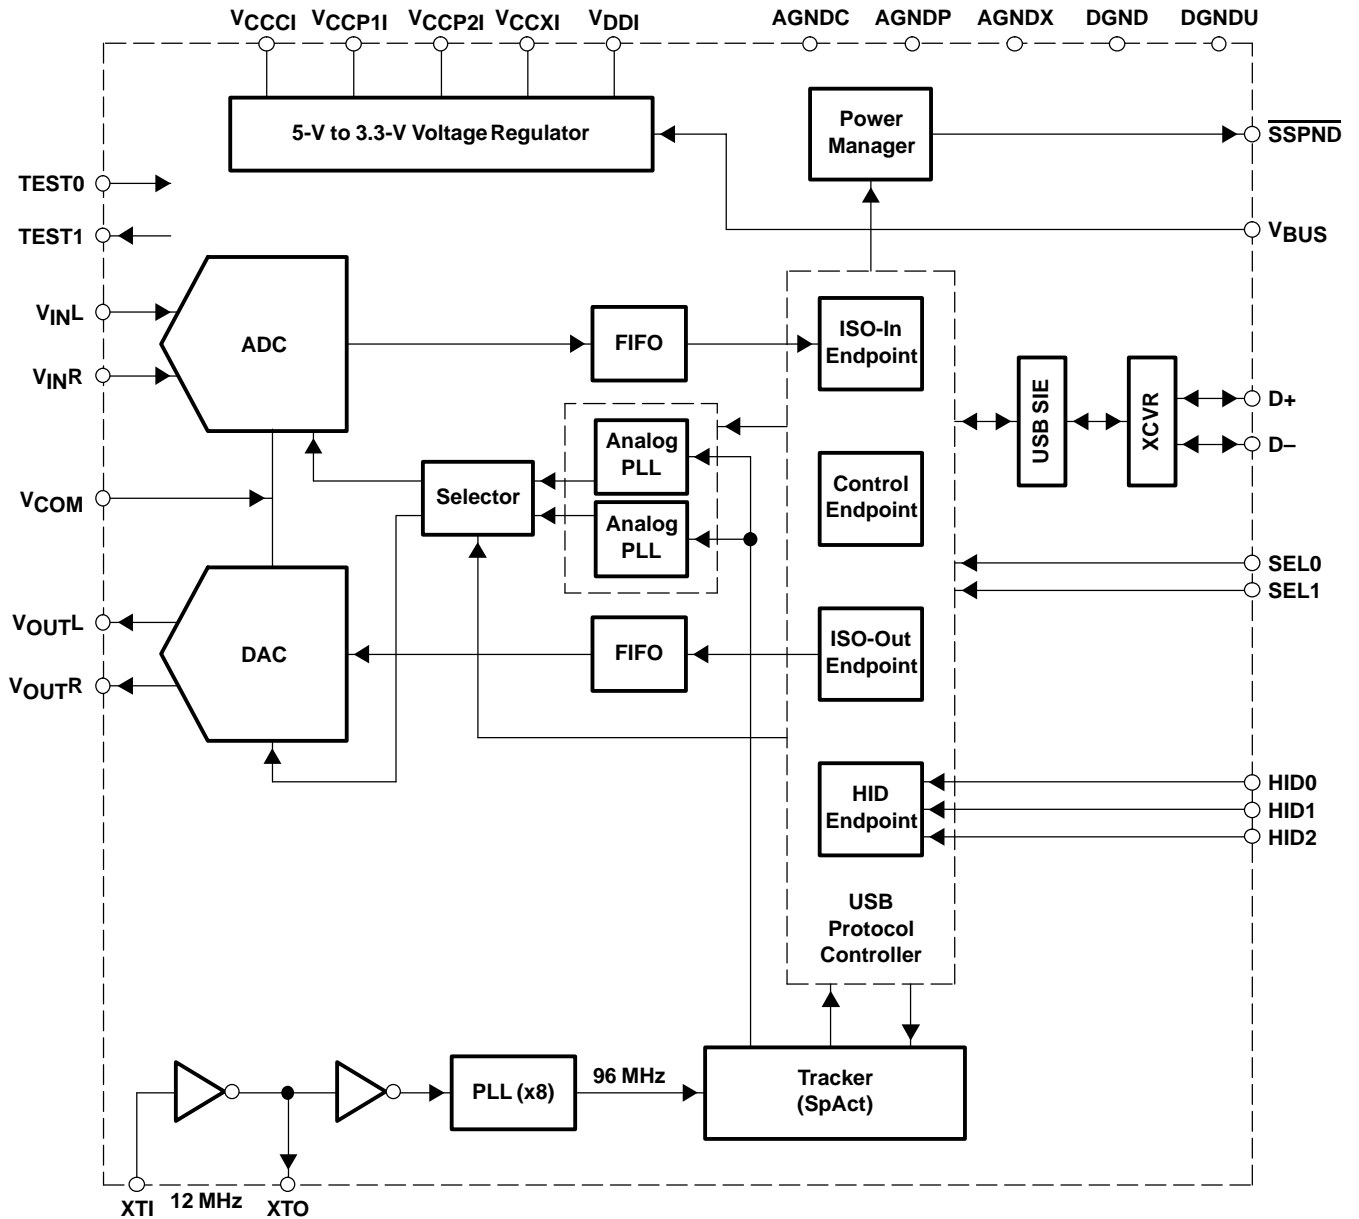 VCCCI VCCP1I VCCP2I VCCXI VDDI AGNDC AGNDP AGNDX DGND DGNDU
5-V to 3.3-V Voltage Regulator
Power
Manager
SSPND
TEST0
TEST1
VBUS
VINL
VINR
ADC
FIFO
ISO-In
Endpoint
USB SIE
XCVR
D+
D–
Analog
PLL
Selector
Analog
PLL
Control
Endpoint
VCOM
SEL0
SEL1
VOUTL
VOUTR
DAC
FIFO
ISO-Out
Endpoint
HID
Endpoint
HID0
HID1
HID2
USB
Protocol
Controller
PLL (x8)
96 MHz
Tracker
(SpAct)
XTI 12 MHz XTO